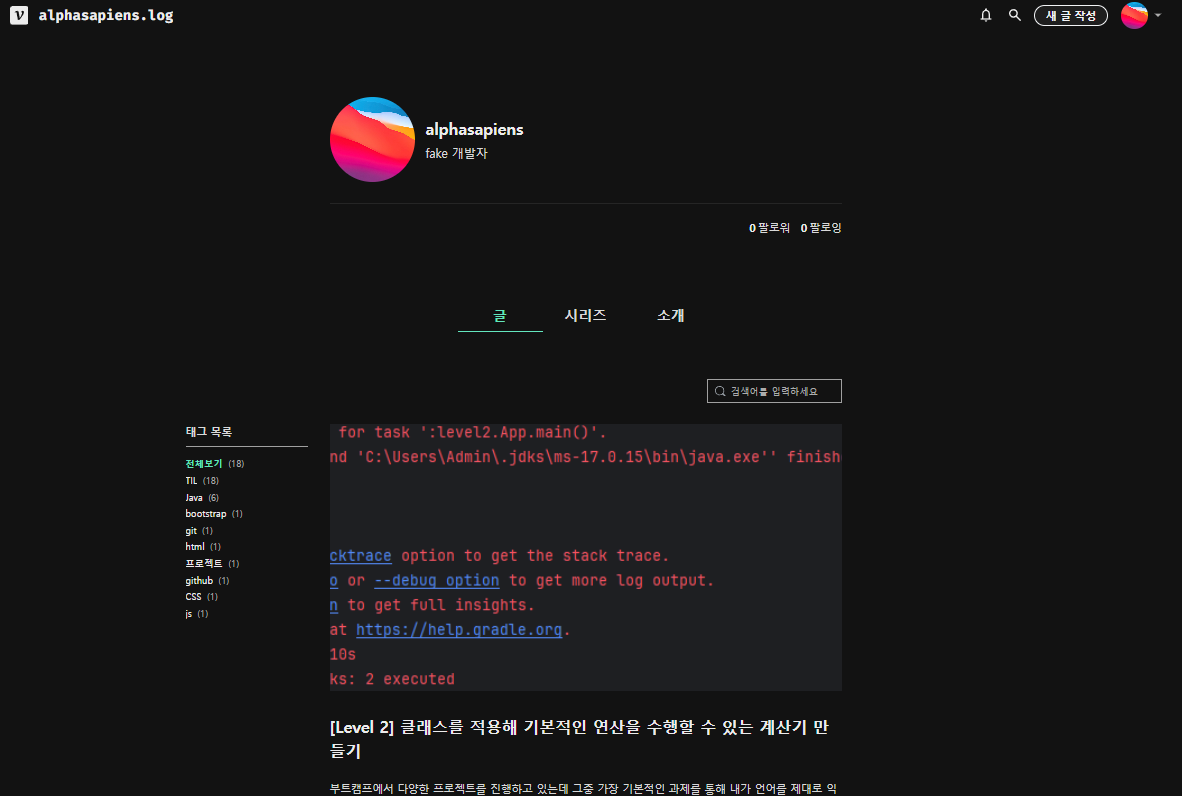 v alphasapiens.log
새 글 작성
alphasapiens
fake 개발자
0 팔로워 0 팔로잉
글 시리즈 소개
검색어를 입력하세요
태그 목록
전체보기 (18)
TIL (18)
Java (6)
bootstrap (1)
git (1)
html (1)
프로젝트 (1)
github (1)
CSS (1)
js (1)
for task ':level2.App.main()'.
nd 'C:\Users\Admin\.jdks\ms-17.0.15\bin\java.exe'' finish
cktrace option to get the stack trace.
o or --debug option to get more log output.
n to get full insights.
at https://help.gradle.org.
10s
ks: 2 executed
[Level 2] 클래스를 적용해 기본적인 연산을 수행할 수 있는 계산기 만
들기
부트캠프에서 다양한 프로젝트를 진행하고 있는데 그중 가장 기본적인 과제를 통해 내가 언어를 제대로 익